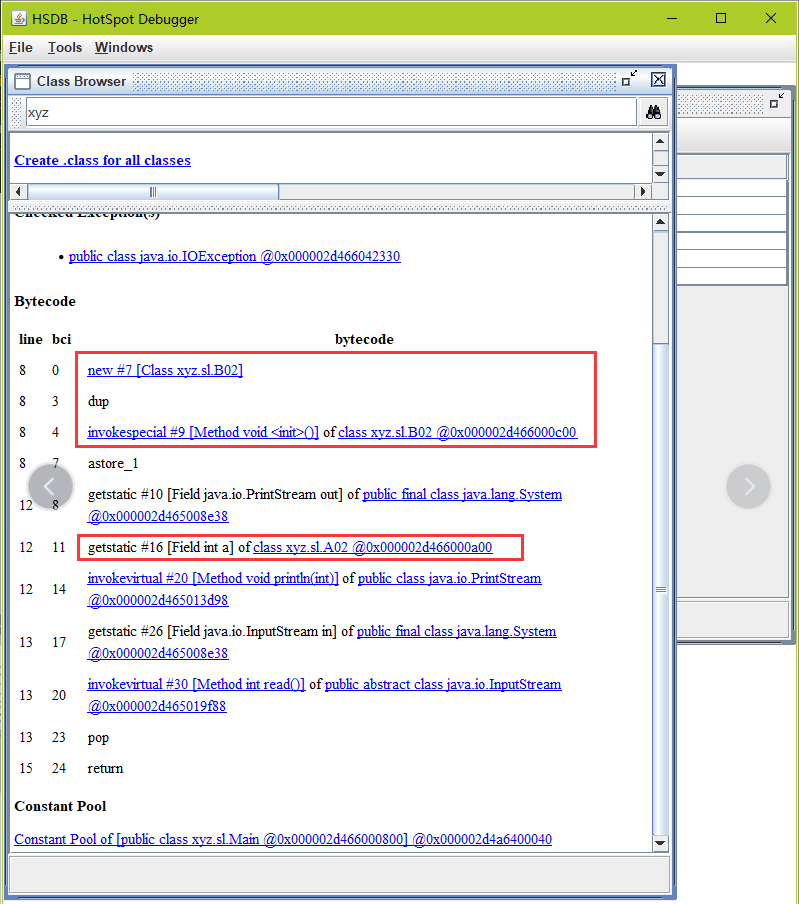 HSDB - HotSpot Debugger
File Tools Windows
Class Browser
xyz
Create .class for all classes
Checked Exception(s)
• public class java.io.IOException @0x000002d466042330
Bytecode
line bci bytecode
8 0 new #7 [Class xyz.sl.B02]
8 3 dup
8 4 invokespecial #9 [Method void <init>()] of class xyz.sl.B02 @0x000002d466000c00
8 7 astore_1
12 8 getstatic #10 [Field java.io.PrintStream out] of public final class java.lang.System
@0x000002d465008e38
12 11 getstatic #16 [Field int a] of class xyz.sl.A02 @0x000002d466000a00
12 14 invokevirtual #20 [Method void println(int)] of public class java.io.PrintStream
@0x000002d465013d98
13 17 getstatic #26 [Field java.io.InputStream in] of public final class java.lang.System
@0x000002d465008e38
13 20 invokevirtual #30 [Method int read()] of public abstract class java.io.InputStream
@0x000002d465019f88
13 23 pop
15 24 return
Constant Pool
Constant Pool of [public class xyz.sl.Main @0x000002d466000800] @0x000002d4a6400040